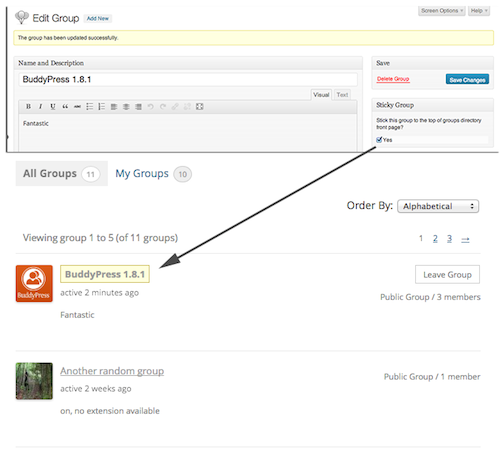 Screen Options
Help
Edit Group
Add New
The group has been updated successfully.
Name and Description
BuddyPress 1.8.1
Visual
Text
B I U ABC
Fantastic
Save
Delete Group
Save Changes
Sticky Group
Stick this group to the top of groups directory
front page?
Yes
All Groups 11
My Groups 10
Order By: Alphabetical
Viewing group 1 to 5 (of 11 groups)
1 2 3 →
BuddyPress
BuddyPress 1.8.1
Leave Group
active 2 minutes ago
Public Group / 3 members
Fantastic
Another random group
Public Group / 1 member
active 2 weeks ago
on, no extension available